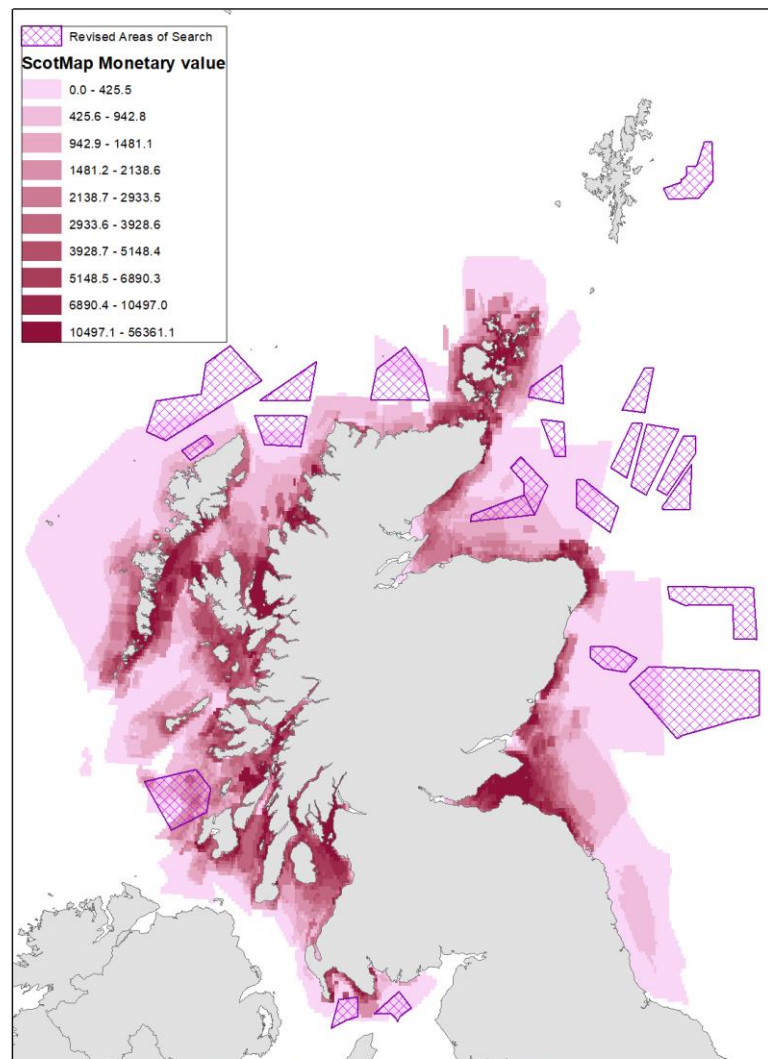 Revised Areas of Search
ScotMap Monetary value
0.0 - 425.5
425.6 - 942.8
942.9 - 1481.1
1481.2 - 2138.6
2138.7 - 2933.5
2933.6 - 3928.6
3928.7 - 5148.4
5148.5 - 6890.3
6890.4 - 10497.0
10497.1 - 56361.1